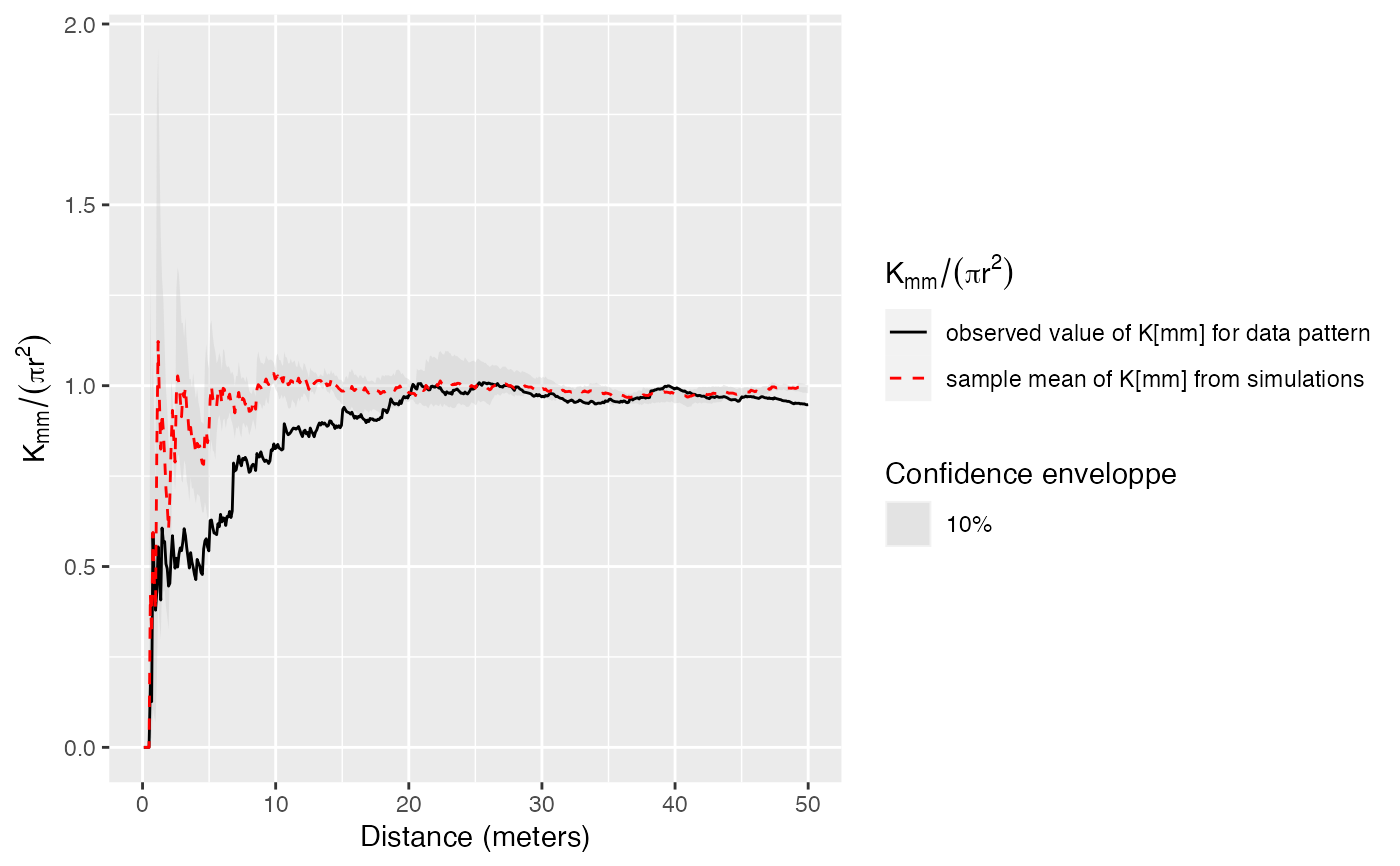 2.0
1.5
1.0
0.5
0.0
Kmm/(πr²)
0 10 20 30 40 50
Distance (meters)
Kmm/(πr²)
observed value of K[mm] for data pattern
sample mean of K[mm] from simulations
Confidence enveloppe
10%